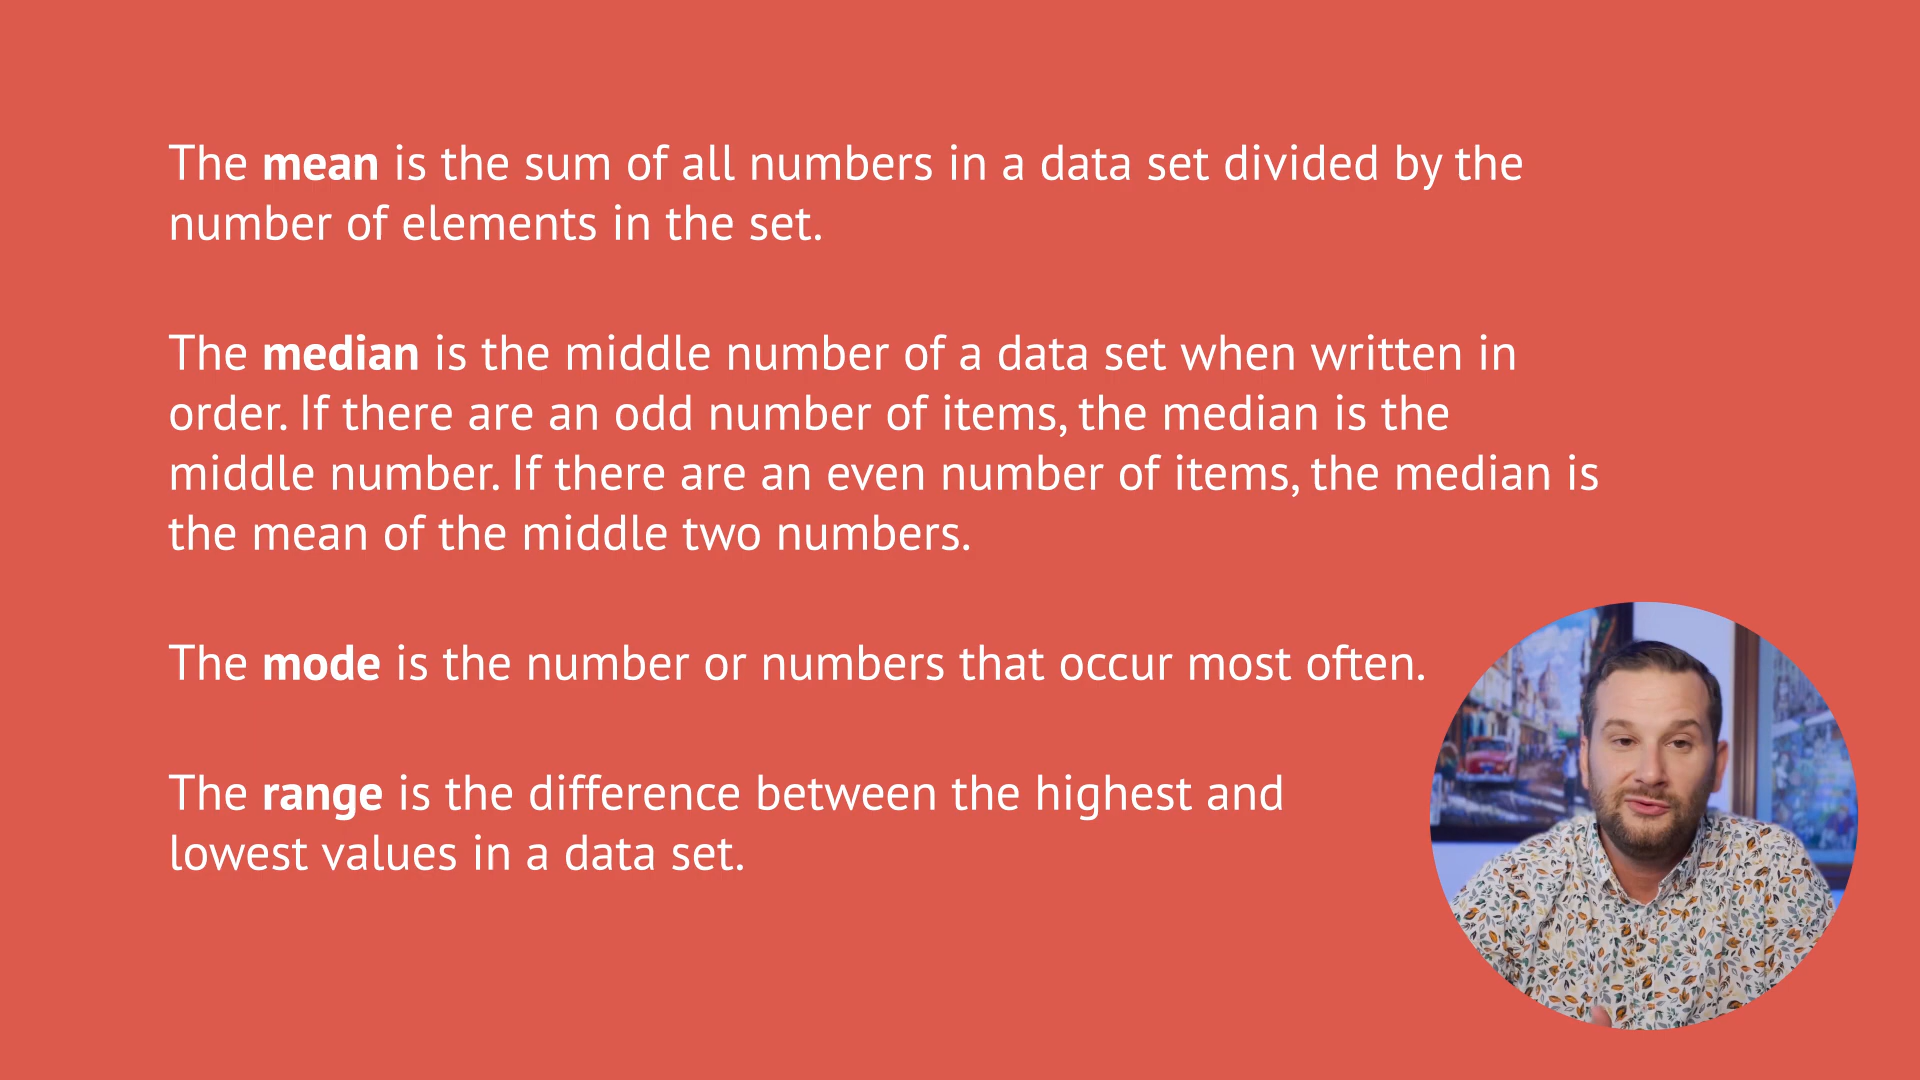 The mean is the sum of all numbers in a data set divided by the
number of elements in the set.
The median is the middle number of a data set when written in
order. If there are an odd number of items, the median is the
middle number. If there are an even number of items, the median is
the mean of the middle two numbers.
The mode is the number or numbers that occur most often.
The range is the difference between the highest and
lowest values in a data set.